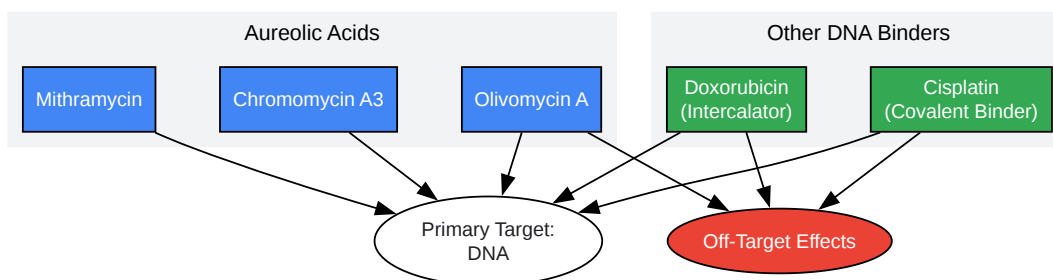 Aureolic Acids
Other DNA Binders
Mithramycin
Chromomycin A3
Olivomycin A
Doxorubicin
(Intercalator)
Cisplatin
(Covalent Binder)
Primary Target:
DNA
Off-Target Effects